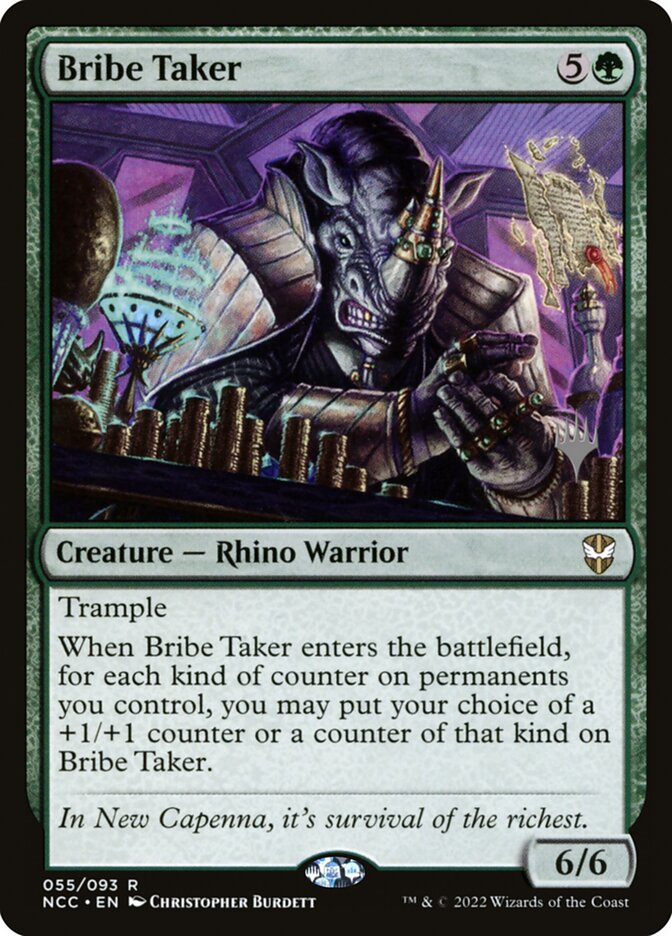 Bribe Taker 5
Creature — Rhino Warrior
Trample
When Bribe Taker enters the battlefield,
for each kind of counter on permanents
you control, you may put your choice of a
+1/+1 counter or a counter of that kind on
Bribe Taker.
In New Capenna, it's survival of the richest.
6/6
055/093 R
NCC • EN Christopher Burdett
™ & © 2022 Wizards of the Coast